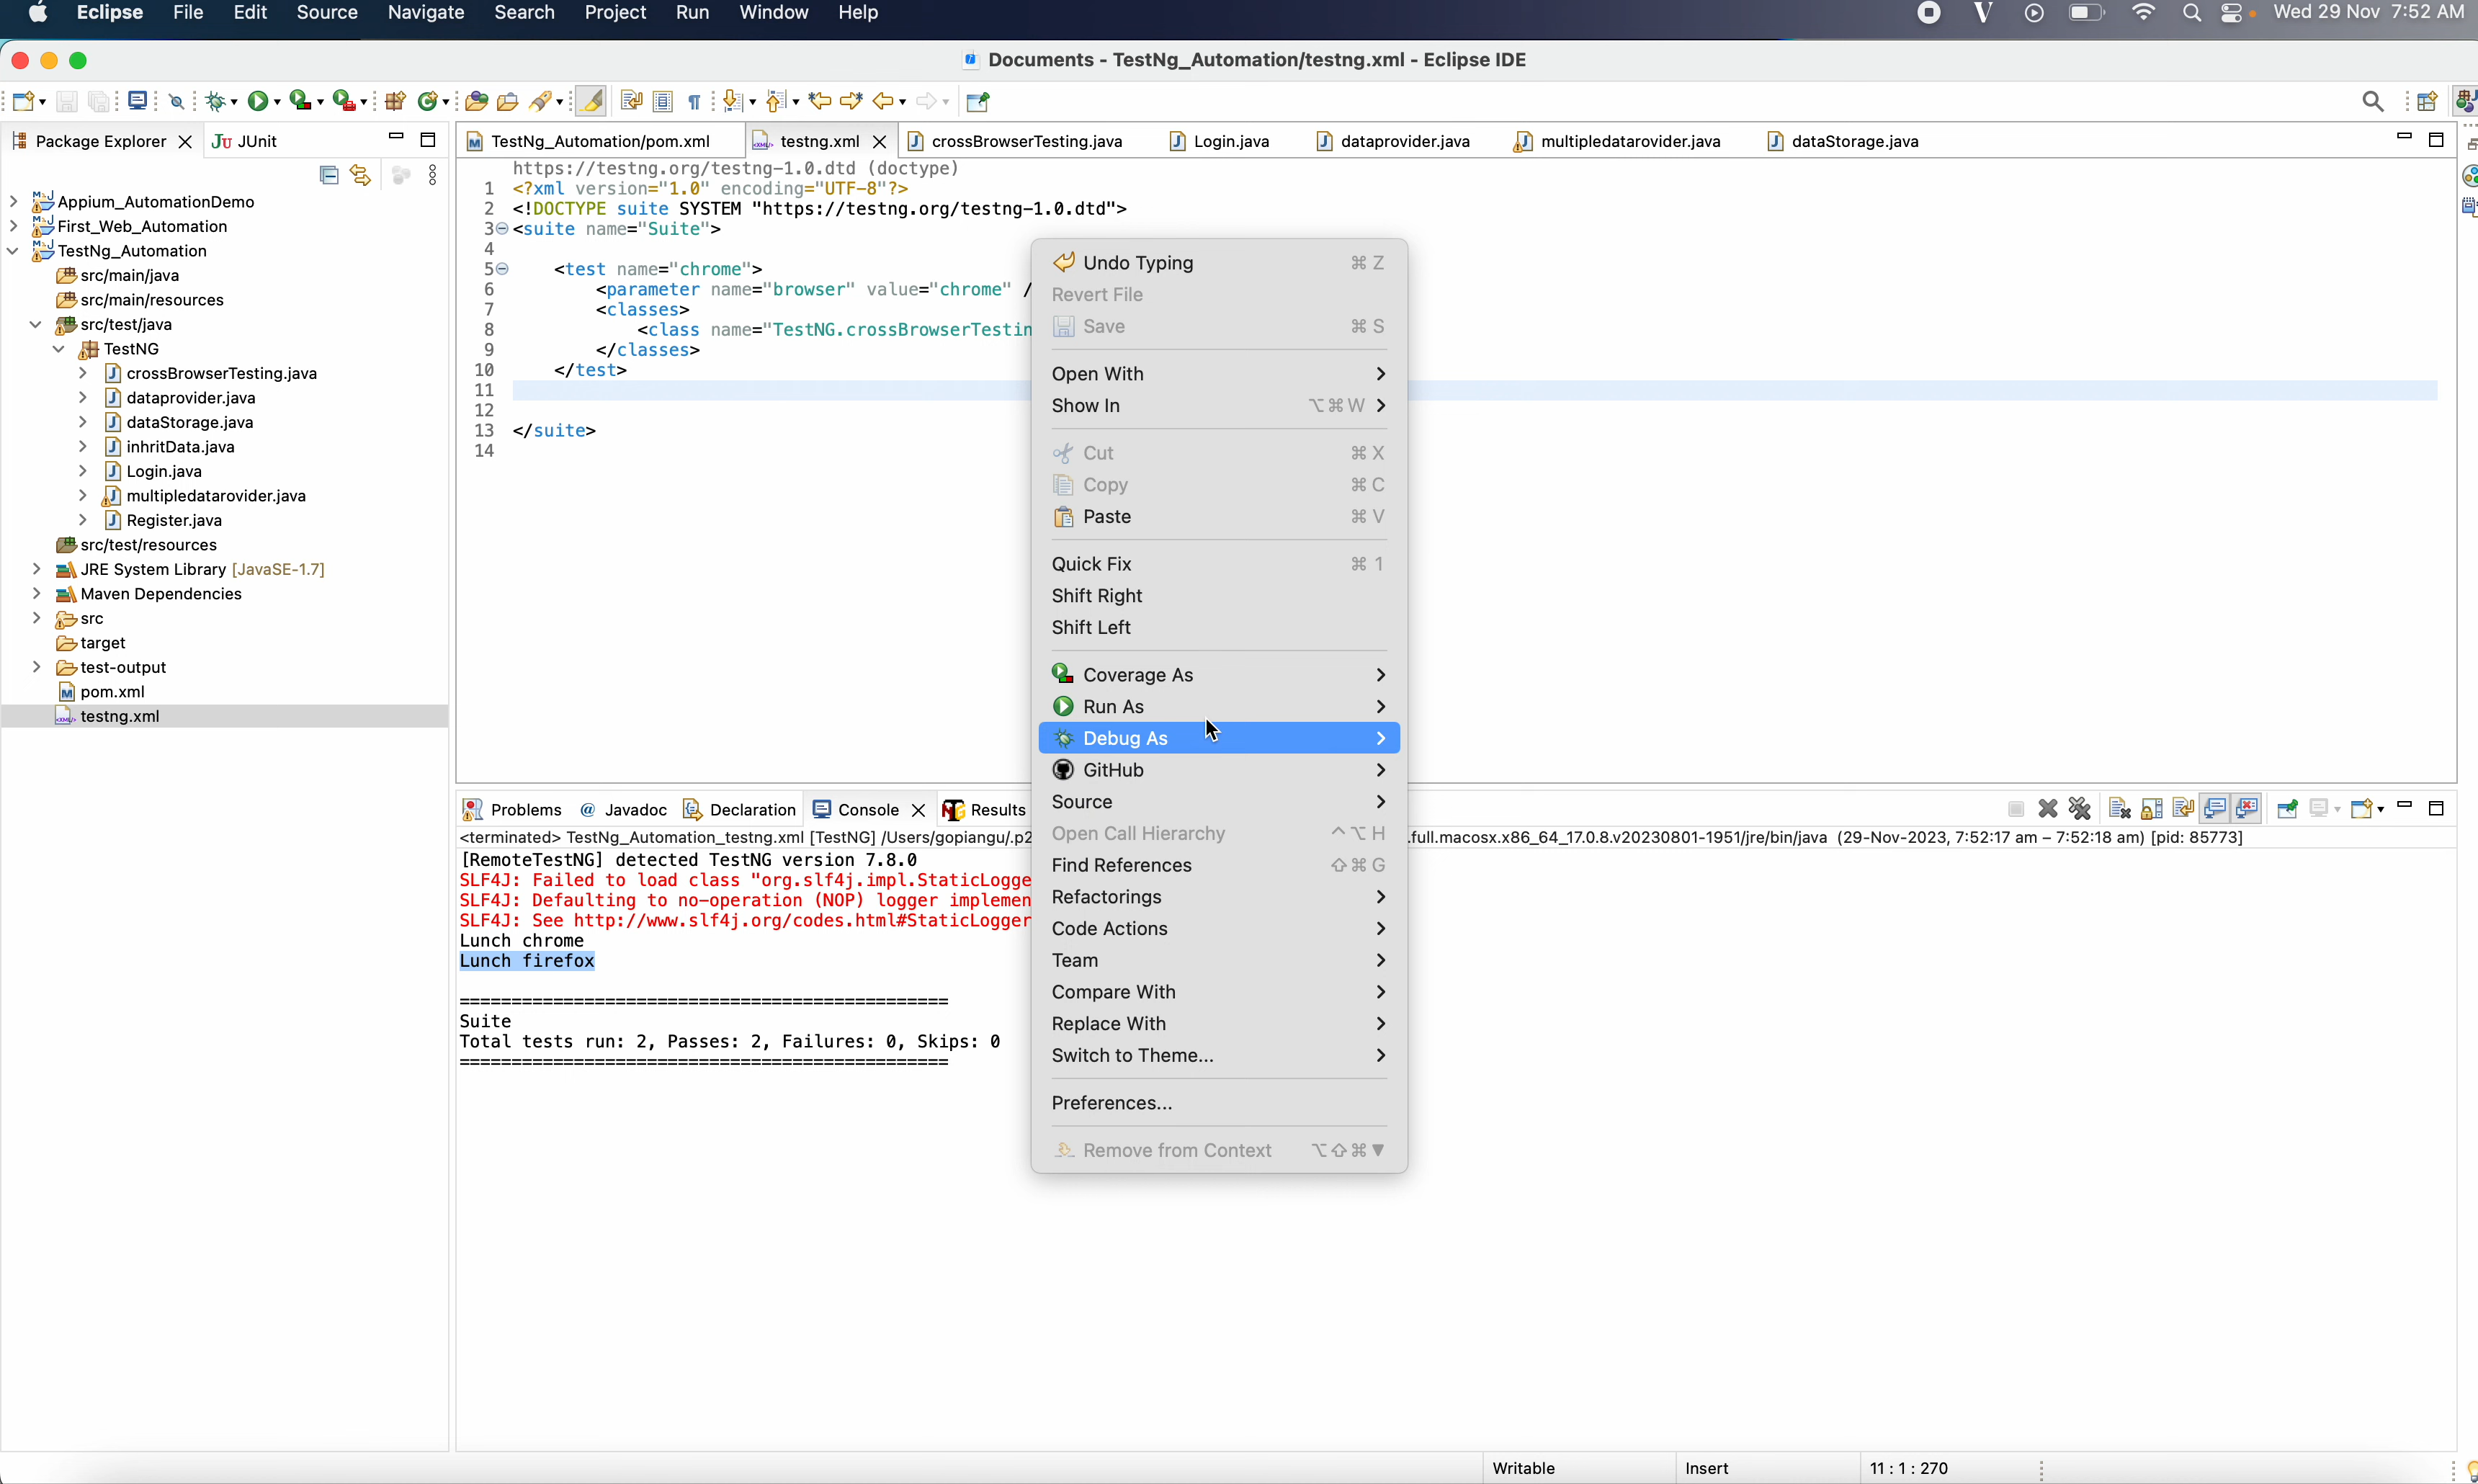 Eclipse File Edit Source Navigate Search Project Run Window Help
Wed 29 Nov 7:52 AM
Documents - TestNg_Automation/testng.xml - Eclipse IDE
Package Explorer
JUnit
Appium_AutomationDemo
First_Web_Automation
TestNg_Automation
src/main/java
src/main/resources
src/test/java
TestNG
crossBrowserTesting.java
dataprovider.java
dataStorage.java
inhritData.java
Login.java
multipledatarovider.java
Register.java
src/test/resources
JRE System Library [JavaSE-1.7]
Maven Dependencies
src
target
test-output
pom.xml
testng.xml
TestNg_Automation/pom.xml testng.xml crossBrowserTesting.java Login.java dataprovider.java multipledatarovider.java dataStorage.java
https://testng.org/testng-1.0.dtd (doctype)
1 <?xml version="1.0" encoding="UTF-8"?>
2 <!DOCTYPE suite SYSTEM "https://testng.org/testng-1.0.dtd">
3 <suite name="Suite">
4
5 <test name="chrome">
6 <parameter name="browser" value="chrome" /
7 <classes>
8 <class name="TestNG.crossBrowserTestin
9 </classes>
10 </test>
11
12
13 </suite>
14
Undo Typing ⌘ Z
Revert File
Save ⌘ S
Open With
Show In ⌥⌘ W
Cut ⌘ X
Copy ⌘ C
Paste ⌘ V
Quick Fix ⌘ 1
Shift Right
Shift Left
Coverage As
Run As
Debug As
GitHub
Source
Open Call Hierarchy ^⌥ H
Find References ⇧⌘ G
Refactorings
Code Actions
Team
Compare With
Replace With
Switch to Theme...
Preferences...
Remove from Context ⌥⇧⌘▼
Problems @ Javadoc Declaration Console Results
<terminated> TestNg_Automation_testng.xml [TestNG] /Users/gopiangu/.p2 .full.macosx.x86_64_17.0.8.v20230801-1951/jre/bin/java (29-Nov-2023, 7:52:17 am – 7:52:18 am) [pid: 85773]
[RemoteTestNG] detected TestNG version 7.8.0
SLF4J: Failed to load class "org.slf4j.impl.StaticLogge
SLF4J: Defaulting to no-operation (NOP) logger implemen
SLF4J: See http://www.slf4j.org/codes.html#StaticLogger
Lunch chrome
Lunch firefox
===============================================
Suite
Total tests run: 2, Passes: 2, Failures: 0, Skips: 0
===============================================
Writable Insert 11 : 1 : 270